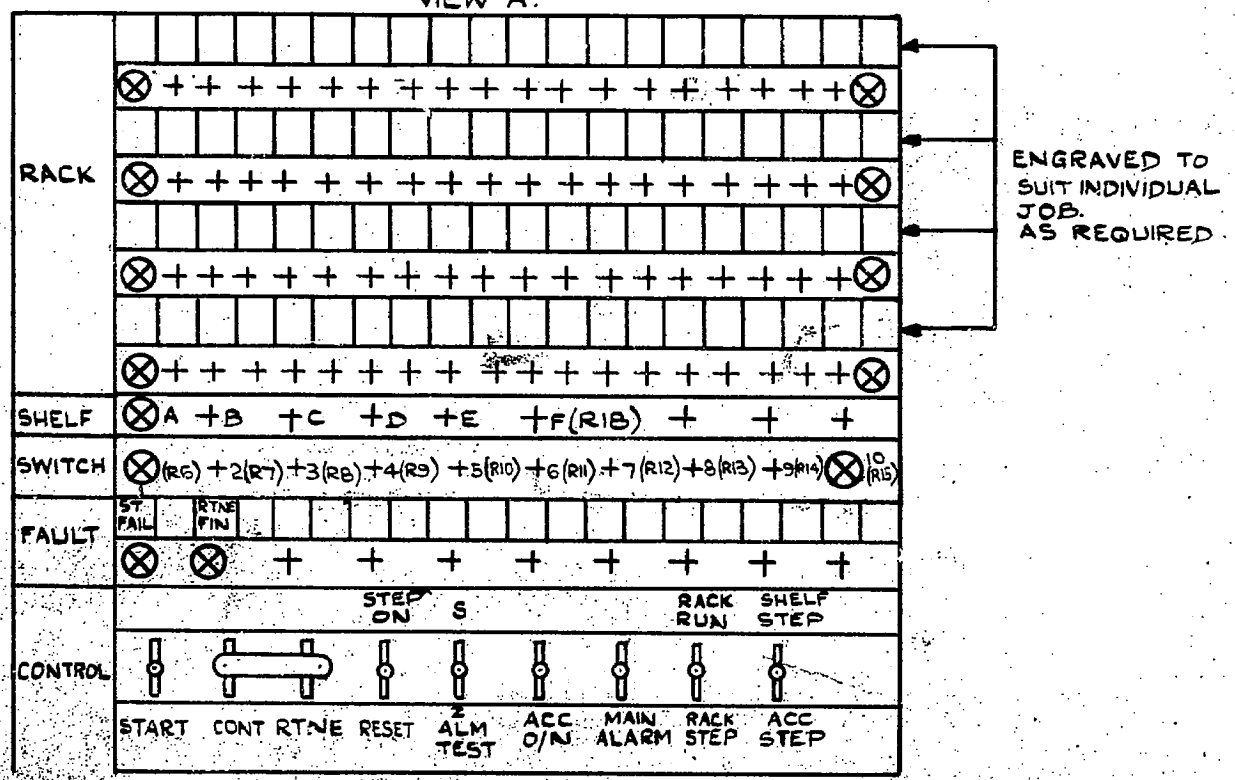 VIEW A.
RACK
ENGRAVED TO
SUIT INDIVIDUAL
JOB.
AS REQUIRED.
SHELF A B C D E F(R1B)
SWITCH (R6) 2(R7) 3(R8) 4(R9) 5(R10) 6(R11) 7(R12) 8(R13) 9(R14) 10(R15)
FAULT
ST FAIL
RTNE FIN
CONTROL
STEP ON
S
RACK RUN
SHELF STEP
START
CONT RTNE
RESET
Z ALM TEST
ACC O/N
MAIN ALARM
RACK STEP
ACC STEP